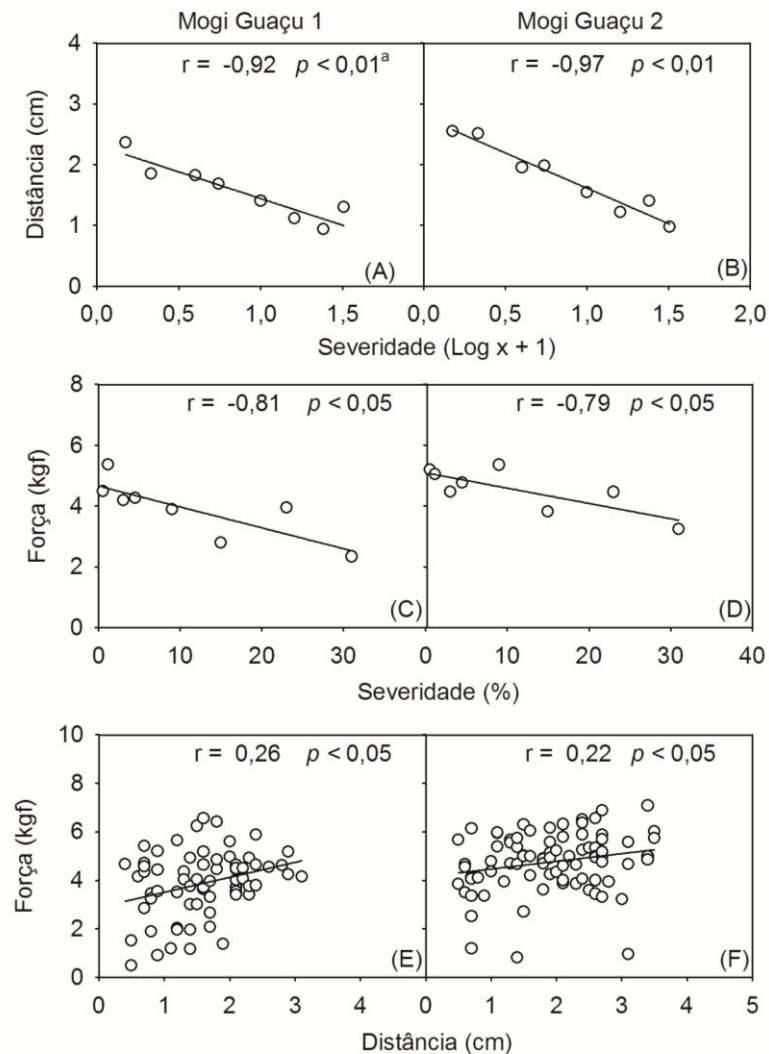 Mogi Guaçu 1 Mogi Guaçu 2
r = -0,92 p < 0,01ª
r = -0,97 p < 0,01
4
3
2
1
0
Distância (cm)
(A)
(B)
0,0 0,5 1,0 1,5 0,0 0,5 1,0 1,5 2,0
Severidade (Log x + 1)
r = -0,81 p < 0,05
r = -0,79 p < 0,05
8
6
4
2
0
Força (kgf)
(C)
(D)
0 10 20 30 0 10 20 30 40
Severidade (%)
r = 0,26 p < 0,05
r = 0,22 p < 0,05
10
8
6
4
2
0
Força (kgf)
(E)
(F)
0 1 2 3 4 0 1 2 3 4 5
Distância (cm)